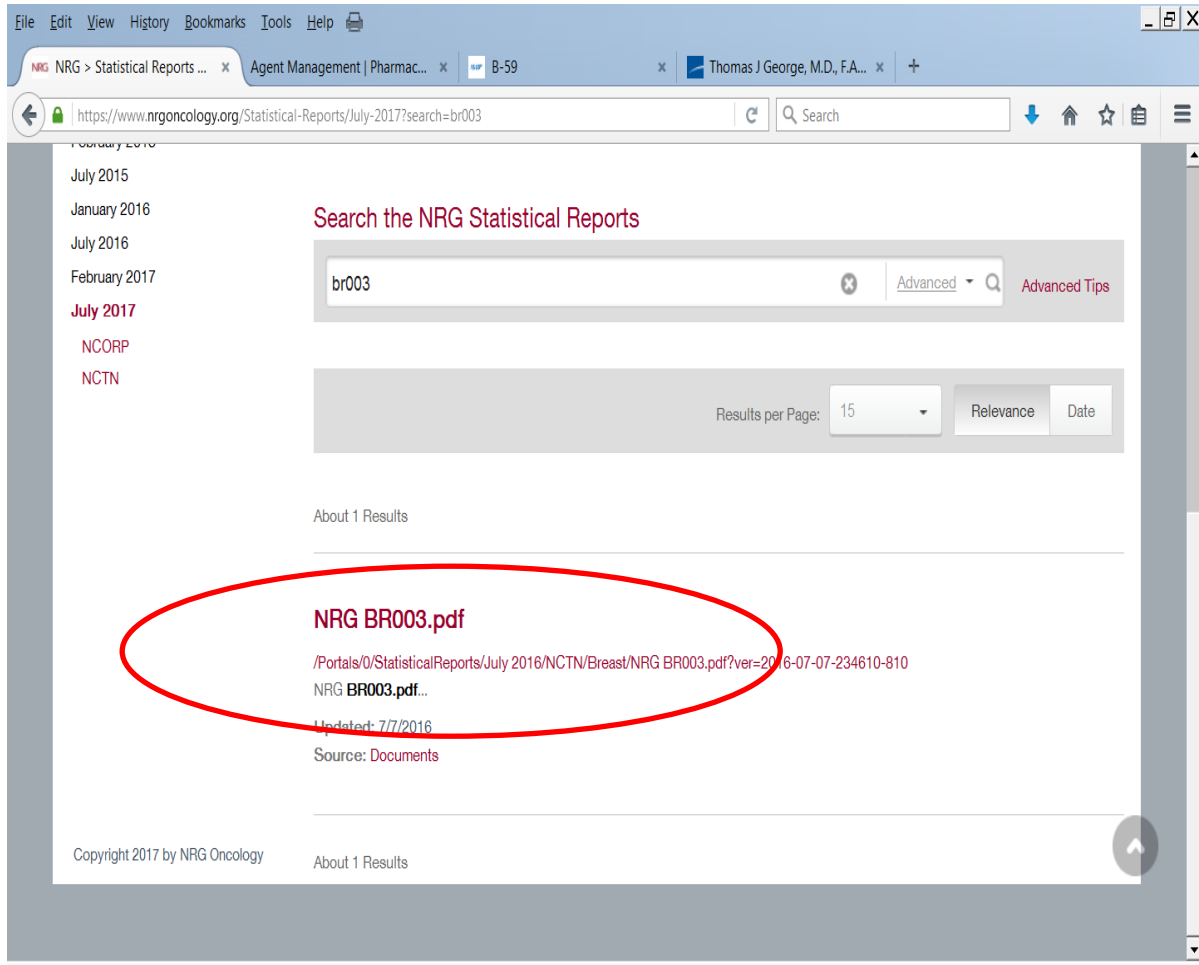 File Edit View History Bookmarks Tools Help
NRG NRG > Statistical Reports ... × Agent Management | Pharmac... × B-59 × Thomas J George, M.D., F.A... × +
https://www.nrgoncology.org/Statistical-Reports/July-2017?search=br003 Search
July 2015
January 2016
July 2016
February 2017
July 2017
NCORP
NCTN
Search the NRG Statistical Reports
br003 Advanced Advanced Tips
Results per Page: 15 Relevance Date
About 1 Results
NRG BR003.pdf
/Portals/0/StatisticalReports/July 2016/NCTN/Breast/NRG BR003.pdf?ver=2016-07-07-234610-810
NRG BR003.pdf...
Updated: 7/7/2016
Source: Documents
Copyright 2017 by NRG Oncology
About 1 Results